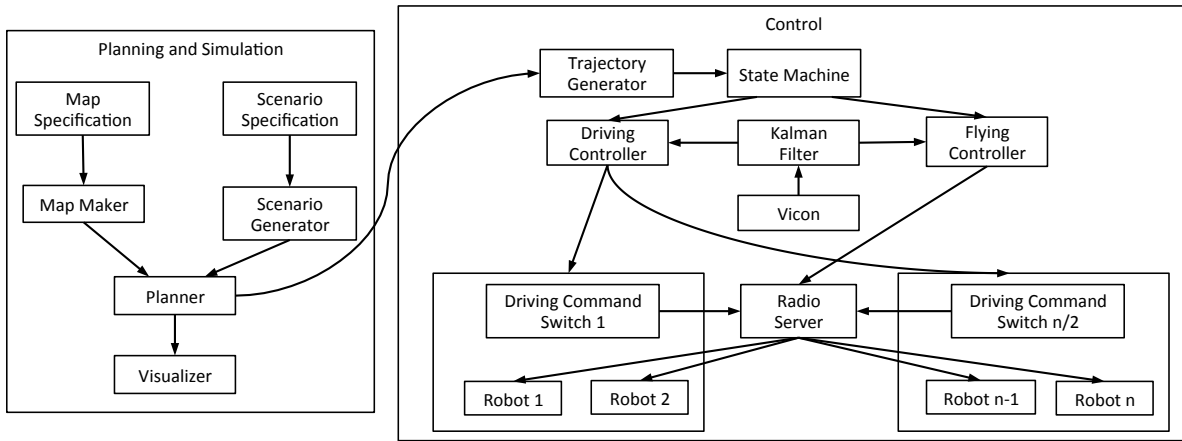 Planning and Simulation
Map
Specification
Scenario
Specification
Map Maker
Scenario
Generator
Planner
Visualizer
Control
Trajectory
Generator
State Machine
Driving
Controller
Kalman
Filter
Flying
Controller
Vicon
Driving Command
Switch 1
Radio
Server
Driving Command
Switch n/2
Robot 1
Robot 2
Robot n-1
Robot n